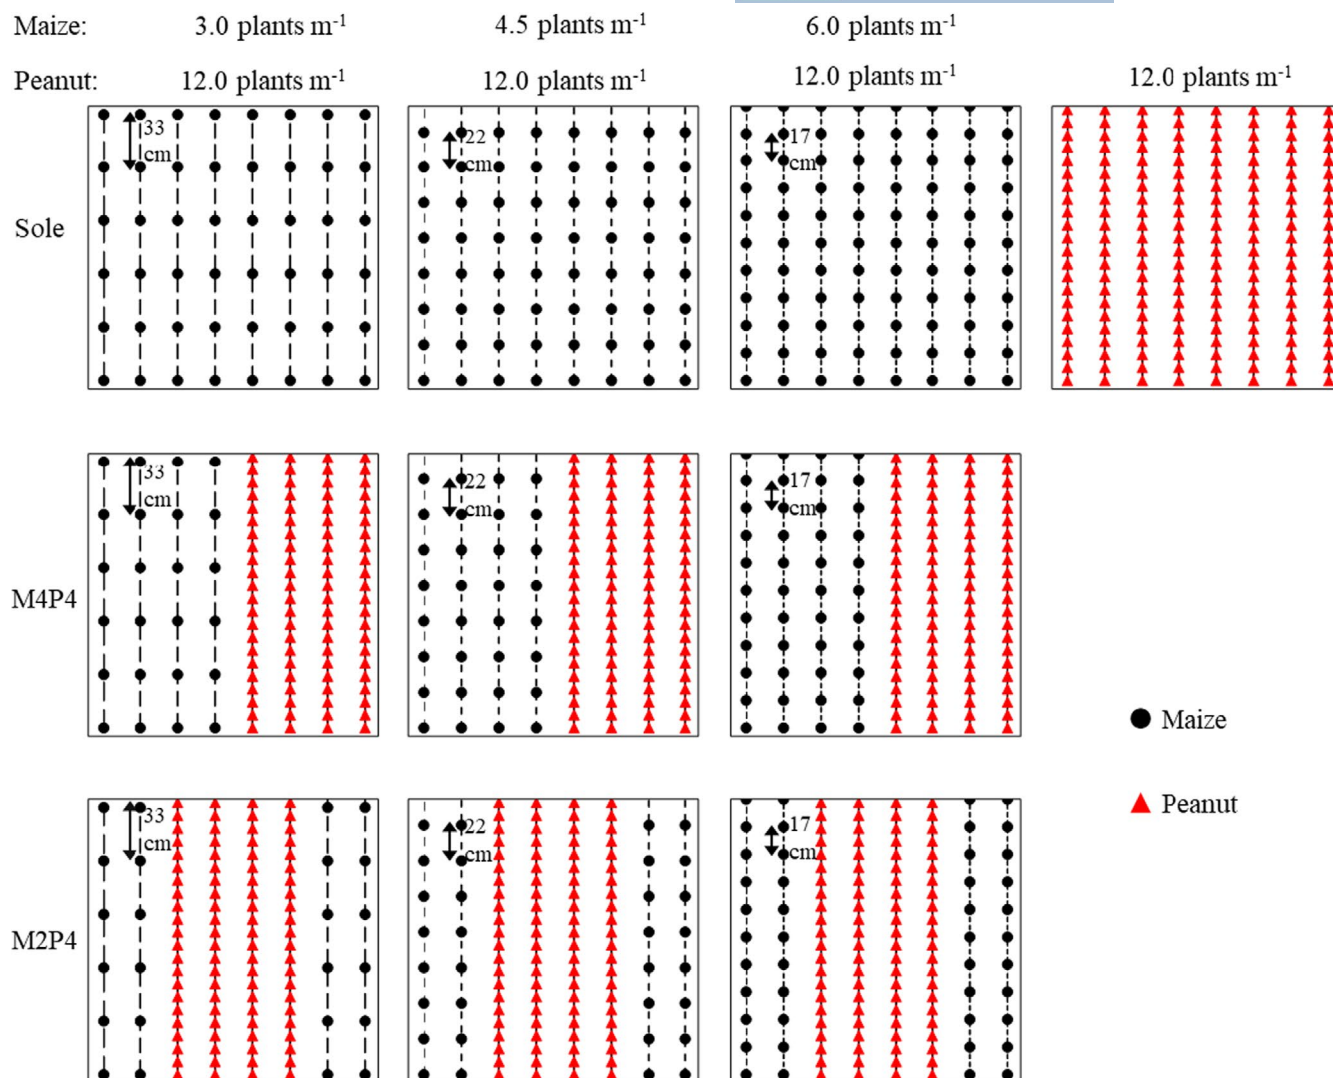 Maize: 3.0 plants m⁻¹ 4.5 plants m⁻¹ 6.0 plants m⁻¹
Peanut: 12.0 plants m⁻¹ 12.0 plants m⁻¹ 12.0 plants m⁻¹ 12.0 plants m⁻¹
33 22 17
cm cm cm
Sole
33 22 17
cm cm cm
M4P4
Maize
Peanut
33 22 17
cm cm cm
M2P4